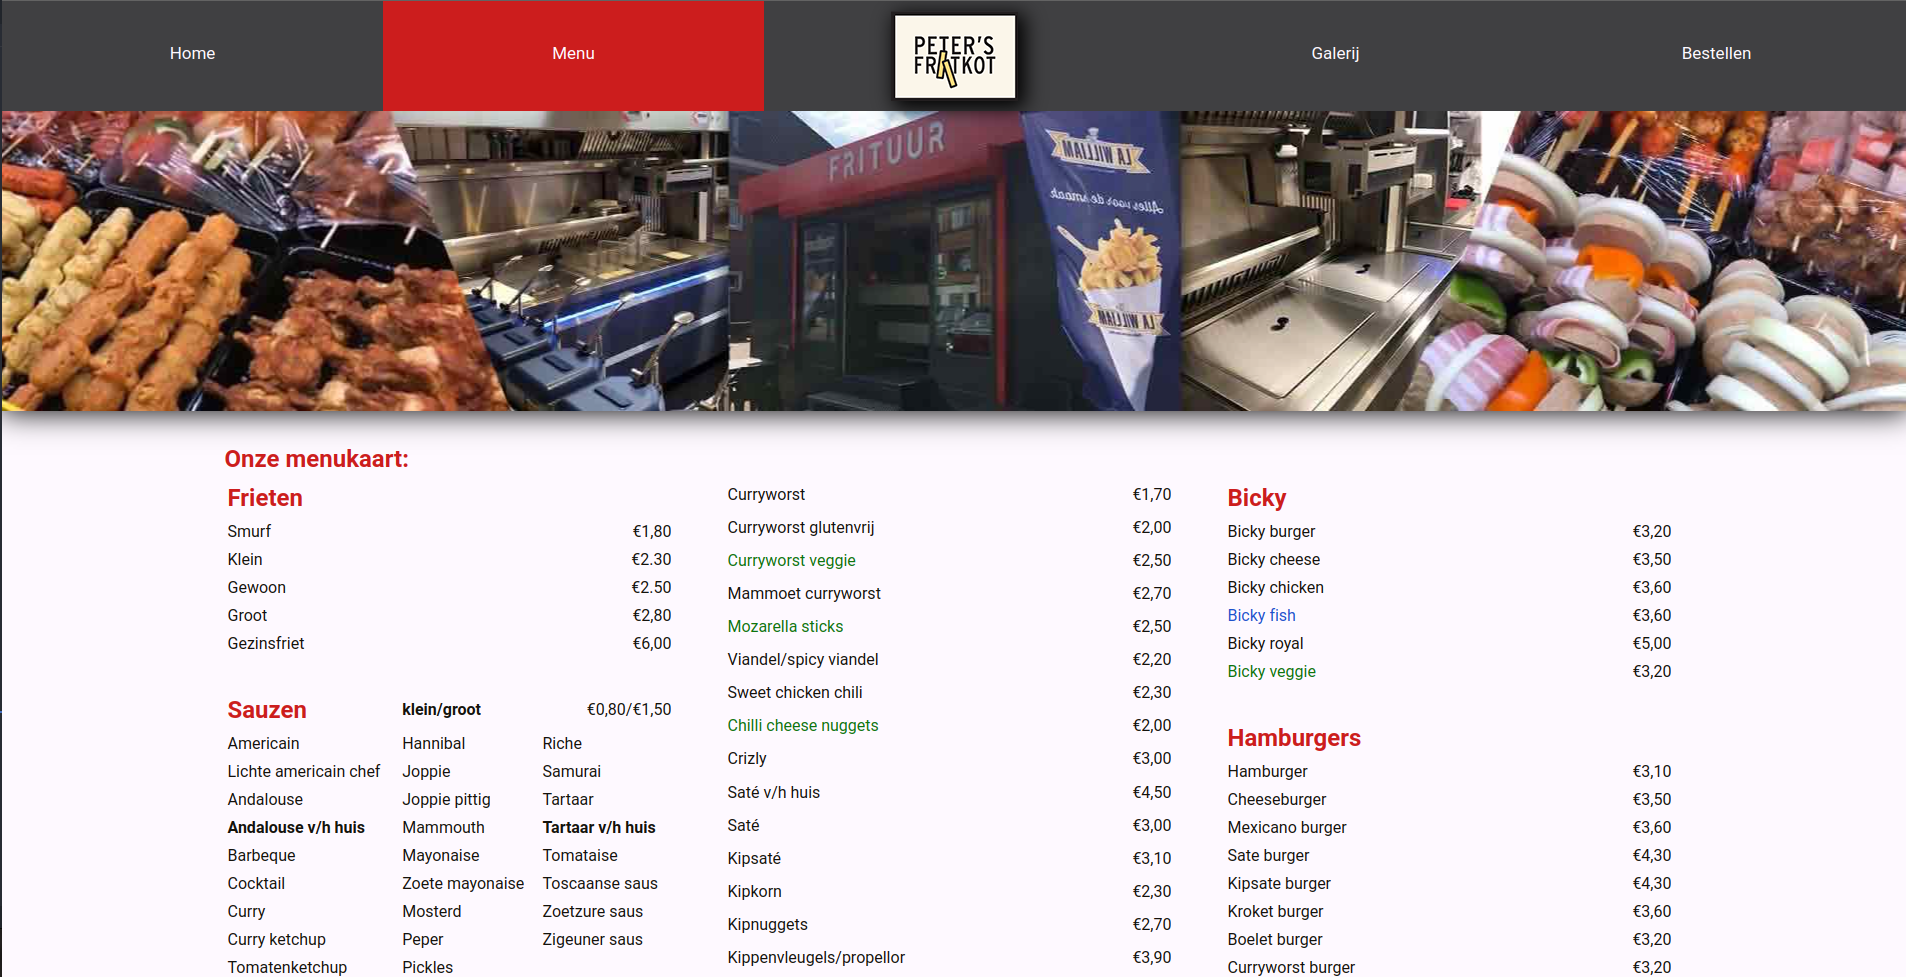 Home
Menu
PETER'S
FRITKOT
Galerij
Bestellen
FRITUUR
LA WILLIAM
Alles voor de smaak
LA WILLIAM
Onze menukaart:
Frieten
Smurf €1,80
Klein €2.30
Gewoon €2.50
Groot €2,80
Gezinsfriet €6,00
Sauzen klein/groot €0,80/€1,50
Americain Hannibal Riche
Lichte americain chef Joppie Samurai
Andalouse Joppie pittig Tartaar
Andalouse v/h huis Mammouth Tartaar v/h huis
Barbeque Mayonaise Tomataise
Cocktail Zoete mayonaise Toscaanse saus
Curry Mosterd Zoetzure saus
Curry ketchup Peper Zigeuner saus
Tomatenketchup Pickles
Curryworst €1,70
Curryworst glutenvrij €2,00
Curryworst veggie €2,50
Mammoet curryworst €2,70
Mozarella sticks €2,50
Viandel/spicy viandel €2,20
Sweet chicken chili €2,30
Chilli cheese nuggets €2,00
Crizly €3,00
Saté v/h huis €4,50
Saté €3,00
Kipsaté €3,10
Kipkorn €2,30
Kipnuggets €2,70
Kippenvleugels/propellor €3,90
Bicky
Bicky burger €3,20
Bicky cheese €3,50
Bicky chicken €3,60
Bicky fish €3,60
Bicky royal €5,00
Bicky veggie €3,20
Hamburgers
Hamburger €3,10
Cheeseburger €3,50
Mexicano burger €3,60
Sate burger €4,30
Kipsate burger €4,30
Kroket burger €3,60
Boelet burger €3,20
Curryworst burger €3,20